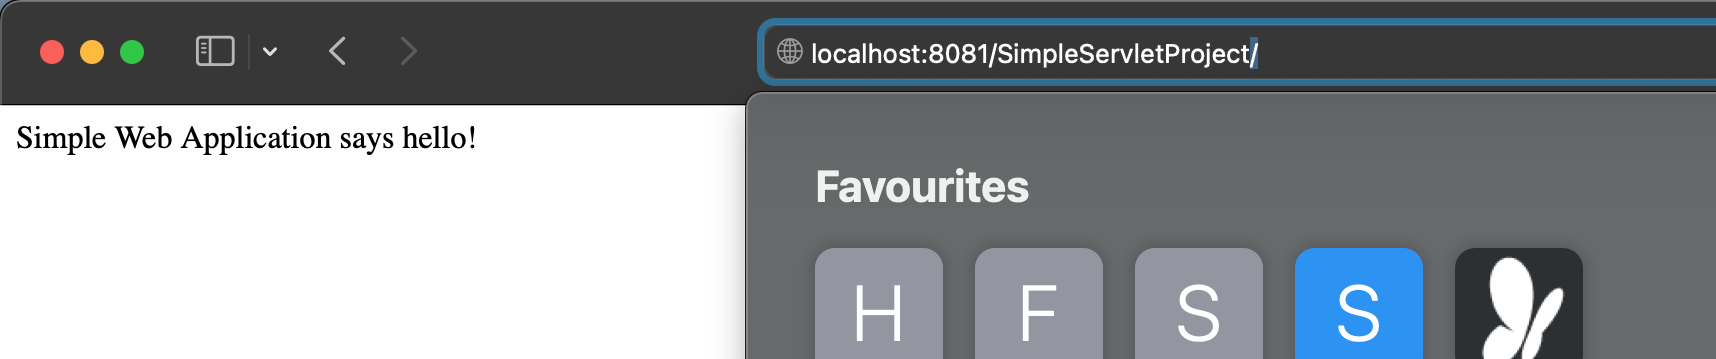 localhost:8081/SimpleServletProject/
Simple Web Application says hello!
Favourites
H F S S